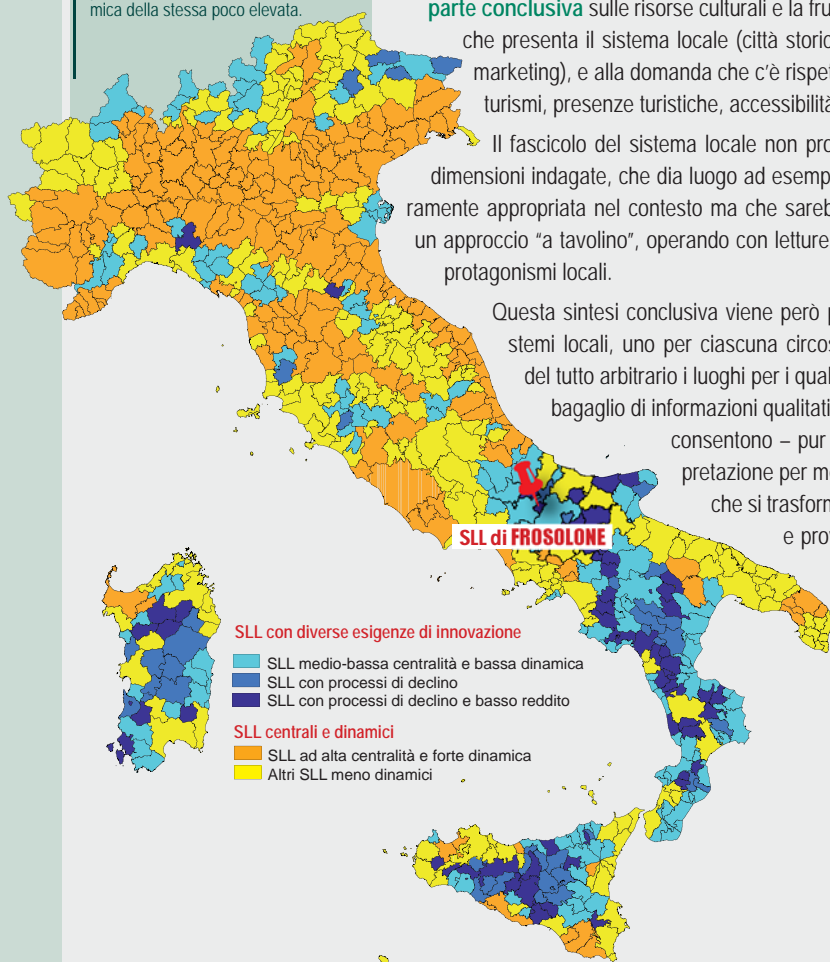 mica della stessa poco elevata.
parte conclusiva sulle risorse culturali e la fru
che presenta il sistema locale (città storic
marketing), e alla domanda che c'è rispet
turismi, presenze turistiche, accessibilità
Il fascicolo del sistema locale non pro
dimensioni indagate, che dia luogo ad esemp
ramente appropriata nel contesto ma che sareb
un approccio "a tavolino", operando con letture
protagonismi locali.
Questa sintesi conclusiva viene però p
stemi locali, uno per ciascuna circos
del tutto arbitrario i luoghi per i qual
bagaglio di informazioni qualitati
consentono – pur
pretazione per me
che si trasform
e prov
SLL di FROSOLONE
SLL con diverse esigenze di innovazione
SLL medio-bassa centralità e bassa dinamica
SLL con processi di declino
SLL con processi di declino e basso reddito
SLL centrali e dinamici
SLL ad alta centralità e forte dinamica
Altri SLL meno dinamici